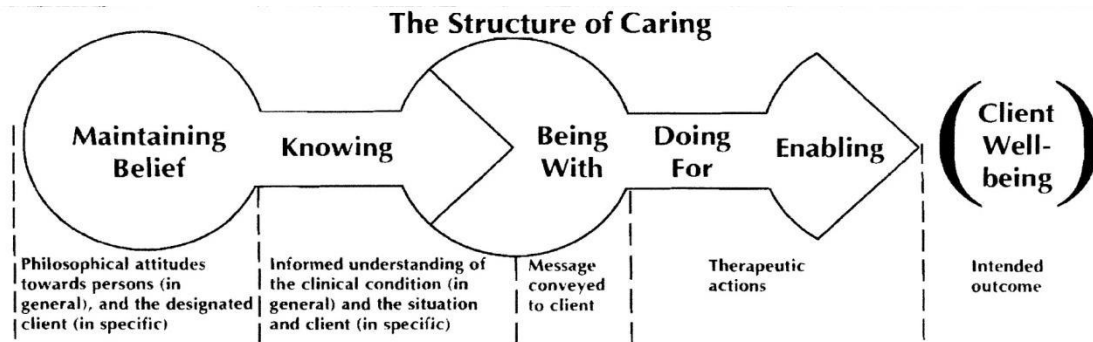 The Structure of Caring
Maintaining
Belief
Knowing
Being
With
Doing
For
Enabling
Client
Well-
being
Philosophical attitudes
towards persons (in
general), and the designated
client (in specific)
Informed understanding of
the clinical condition (in
general) and the situation
and client (in specific)
Message
conveyed
to client
Therapeutic
actions
Intended
outcome